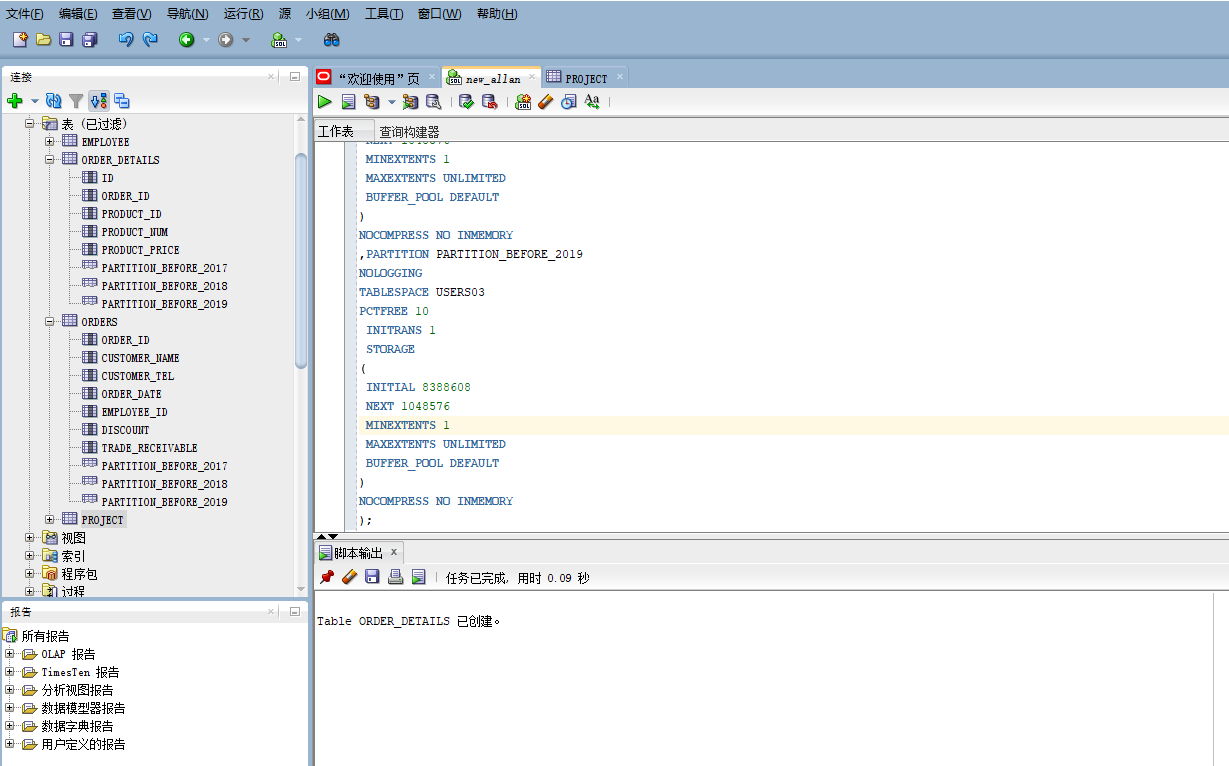 文件(F) 编辑(E) 查看(V) 导航(N) 运行(R) 源 小组(M) 工具(T) 窗口(W) 帮助(H)
连接
表 (已过滤)
EMPLOYEE
ORDER_DETAILS
ID
ORDER_ID
PRODUCT_ID
PRODUCT_NUM
PRODUCT_PRICE
PARTITION_BEFORE_2017
PARTITION_BEFORE_2018
PARTITION_BEFORE_2019
ORDERS
ORDER_ID
CUSTOMER_NAME
CUSTOMER_TEL
ORDER_DATE
EMPLOYEE_ID
DISCOUNT
TRADE_RECEIVABLE
PARTITION_BEFORE_2017
PARTITION_BEFORE_2018
PARTITION_BEFORE_2019
PROJECT
视图
索引
程序包
过程
报告
所有报告
OLAP 报告
TimesTen 报告
分析视图报告
数据模型器报告
数据字典报告
用户定义的报告
“欢迎使用”页 new_allan PROJECT
工作表 查询构建器
NEXT 1048576
MINEXTENTS 1
MAXEXTENTS UNLIMITED
BUFFER_POOL DEFAULT
)
NOCOMPRESS NO INMEMORY
,PARTITION PARTITION_BEFORE_2019
NOLOGGING
TABLESPACE USERS03
PCTFREE 10
INITRANS 1
STORAGE
(
INITIAL 8388608
NEXT 1048576
MINEXTENTS 1
MAXEXTENTS UNLIMITED
BUFFER_POOL DEFAULT
)
NOCOMPRESS NO INMEMORY
);
脚本输出
任务已完成, 用时 0.09 秒
Table ORDER_DETAILS 已创建。